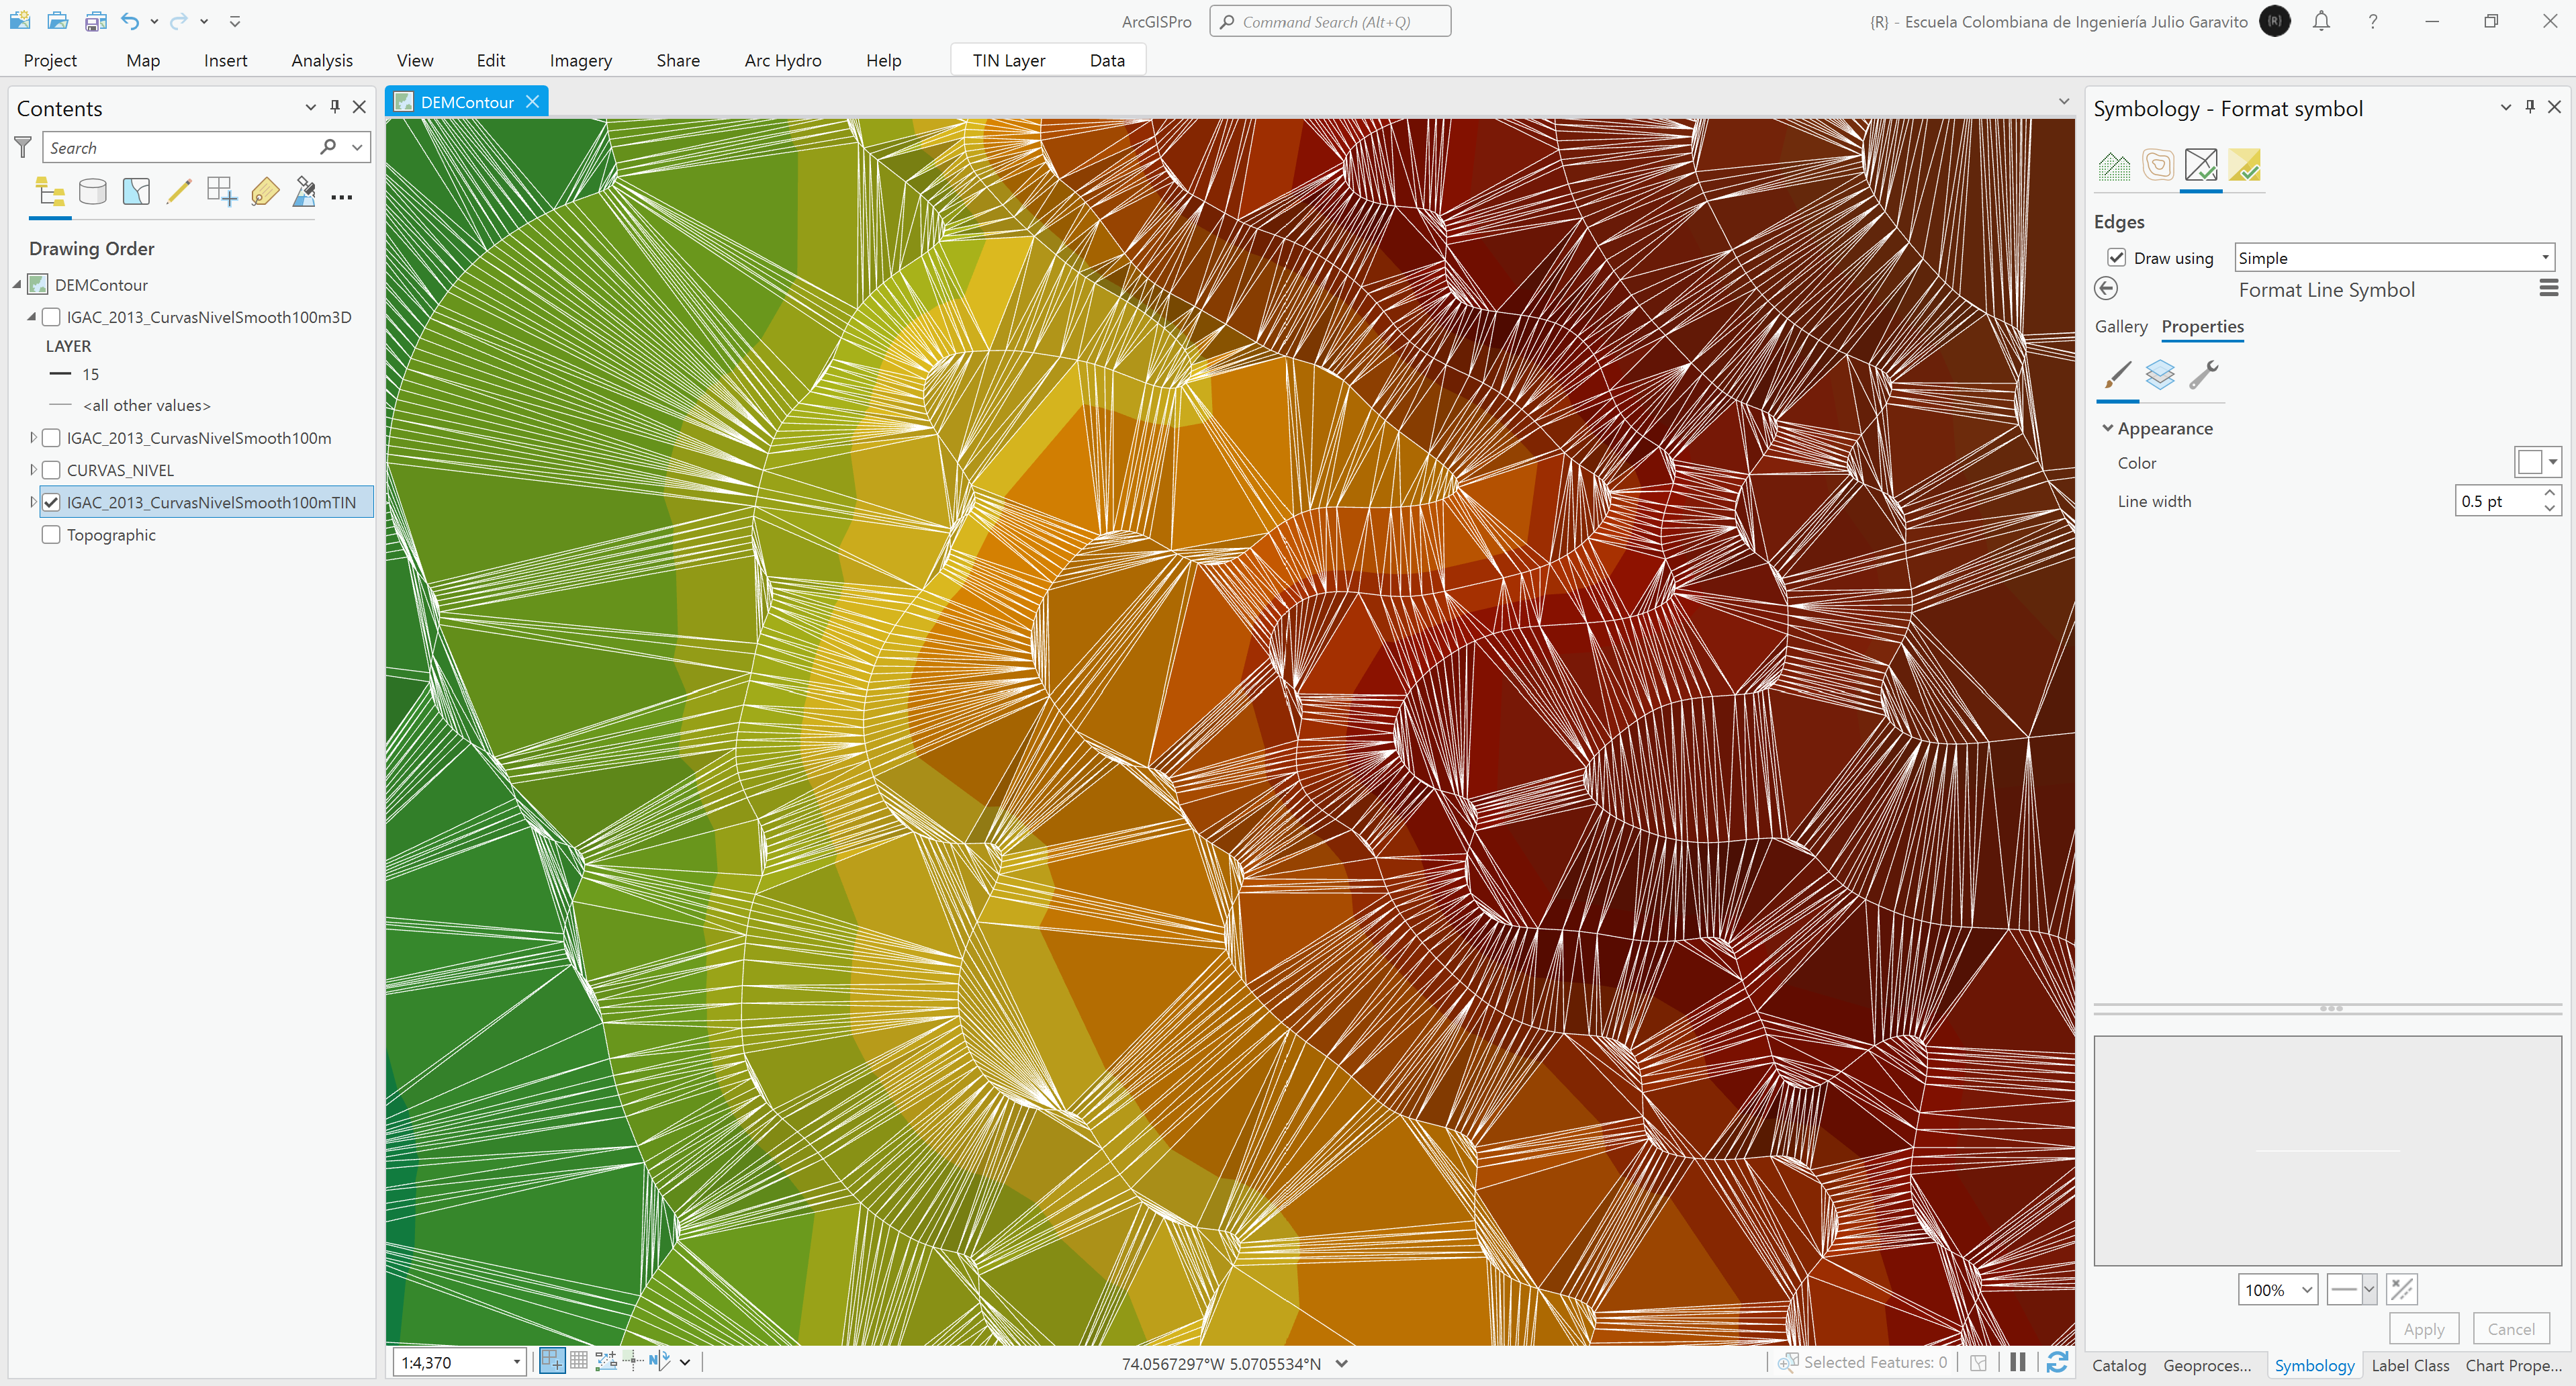 ArcGISPro
Command Search (Alt+Q)
{R} - Escuela Colombiana de Ingeniería Julio Garavito
{R}
?
Project Map Insert Analysis View Edit Imagery Share Arc Hydro Help TIN Layer Data
Contents
Search
Drawing Order
DEMContour
IGAC_2013_CurvasNivelSmooth100m3D
LAYER
15
<all other values>
IGAC_2013_CurvasNivelSmooth100m
CURVAS_NIVEL
IGAC_2013_CurvasNivelSmooth100mTIN
Topographic
DEMContour
1:4,370
N
74.0567297°W 5.0705534°N
Selected Features: 0
Symbology - Format symbol
Edges
Draw using Simple
Format Line Symbol
Gallery Properties
Appearance
Color
Line width 0.5 pt
100%
Apply Cancel
Catalog Geoproces... Symbology Label Class Chart Prope...